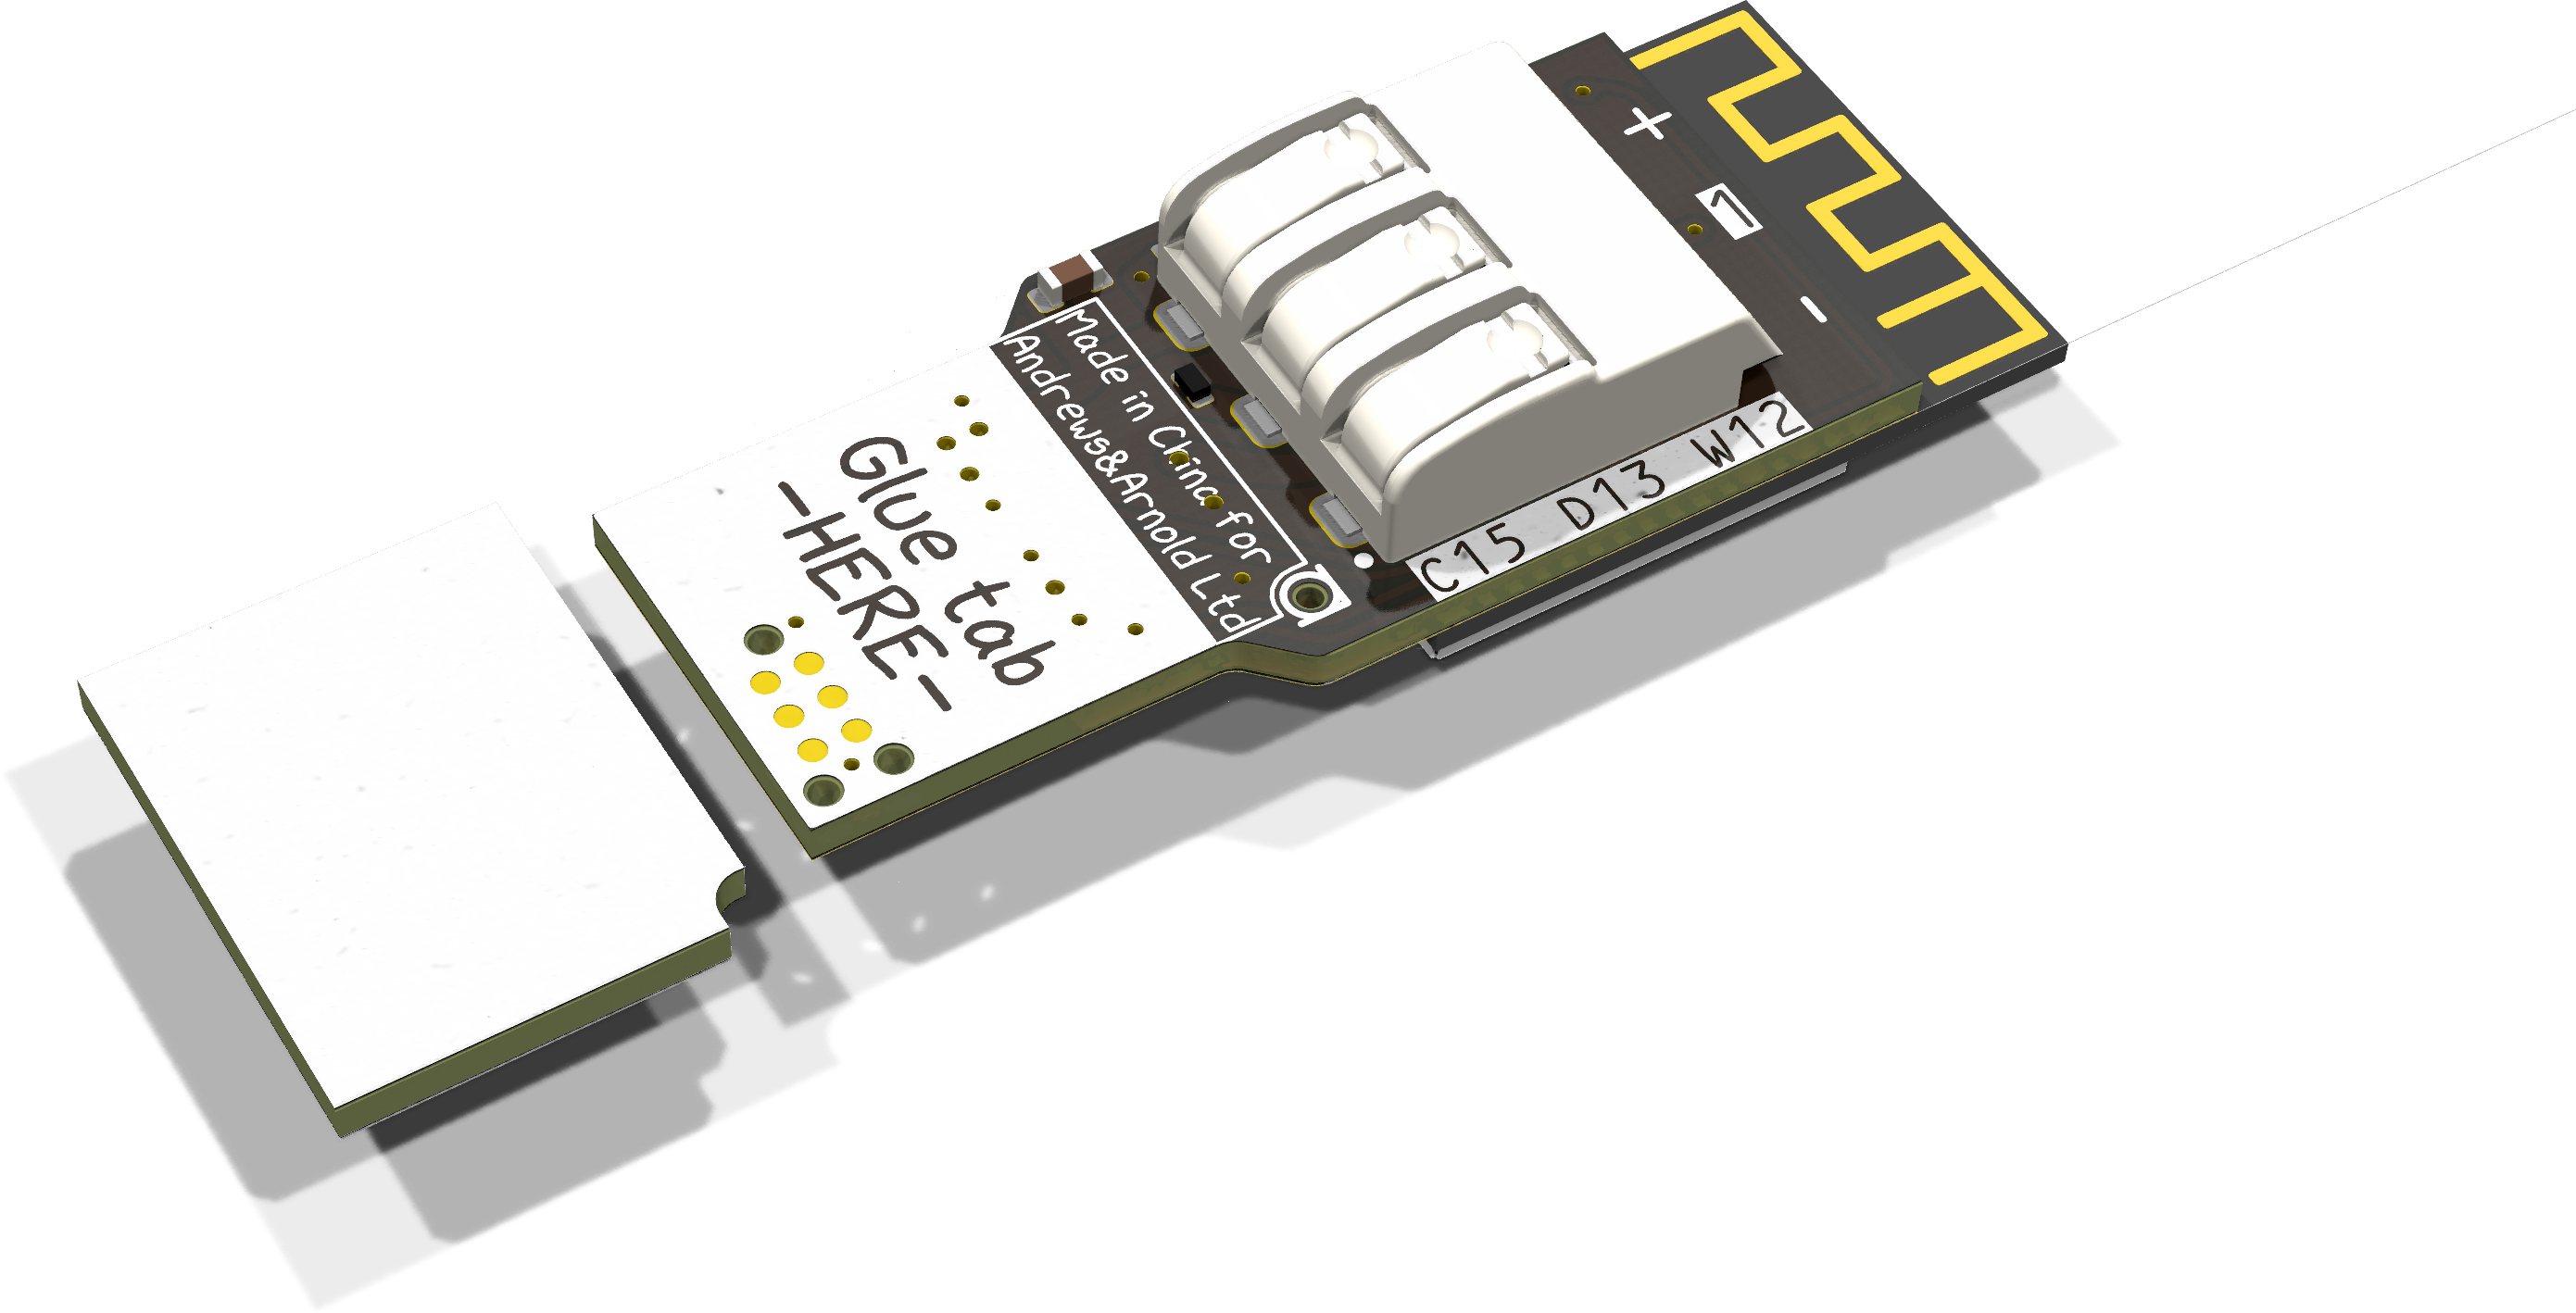 Glue tab
-HERE-
Made in China for
Andrews&Arnold Ltd
C15 D13 W12
+
1
-